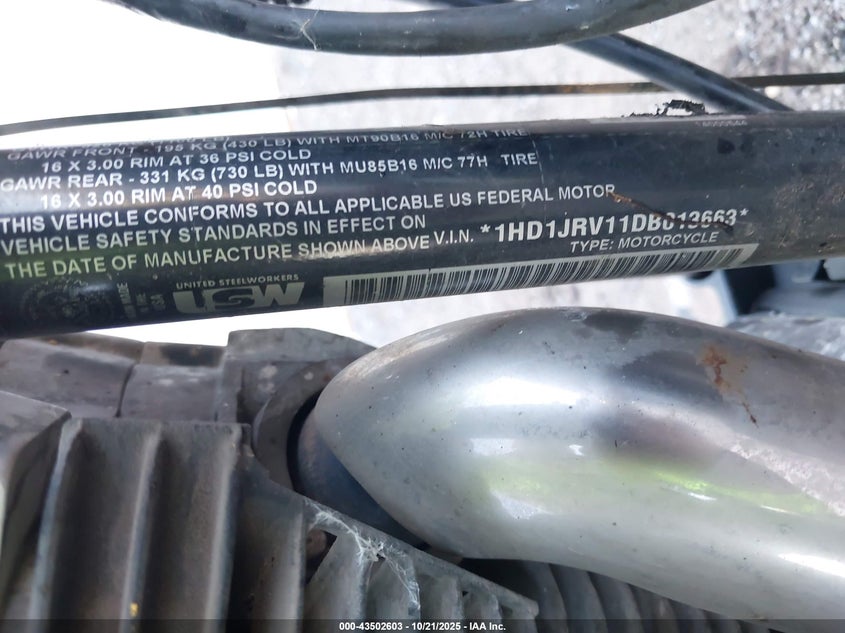 GAWR FRONT - 195 KG (430 LB) WITH MT90B16 M/C 72H TIRE
16 X 3.00 RIM AT 36 PSI COLD
GAWR REAR - 331 KG (730 LB) WITH MU85B16 M/C 77H TIRE
16 X 3.00 RIM AT 40 PSI COLD
THIS VEHICLE CONFORMS TO ALL APPLICABLE US FEDERAL MOTOR
VEHICLE SAFETY STANDARDS IN EFFECT ON
THE DATE OF MANUFACTURE SHOWN ABOVE V.I.N. *1HD1JRV11DB013663*
TYPE: MOTORCYCLE
UNITED STEELWORKERS
USW
000-43502603 - 10/21/2025 - IAA Inc.